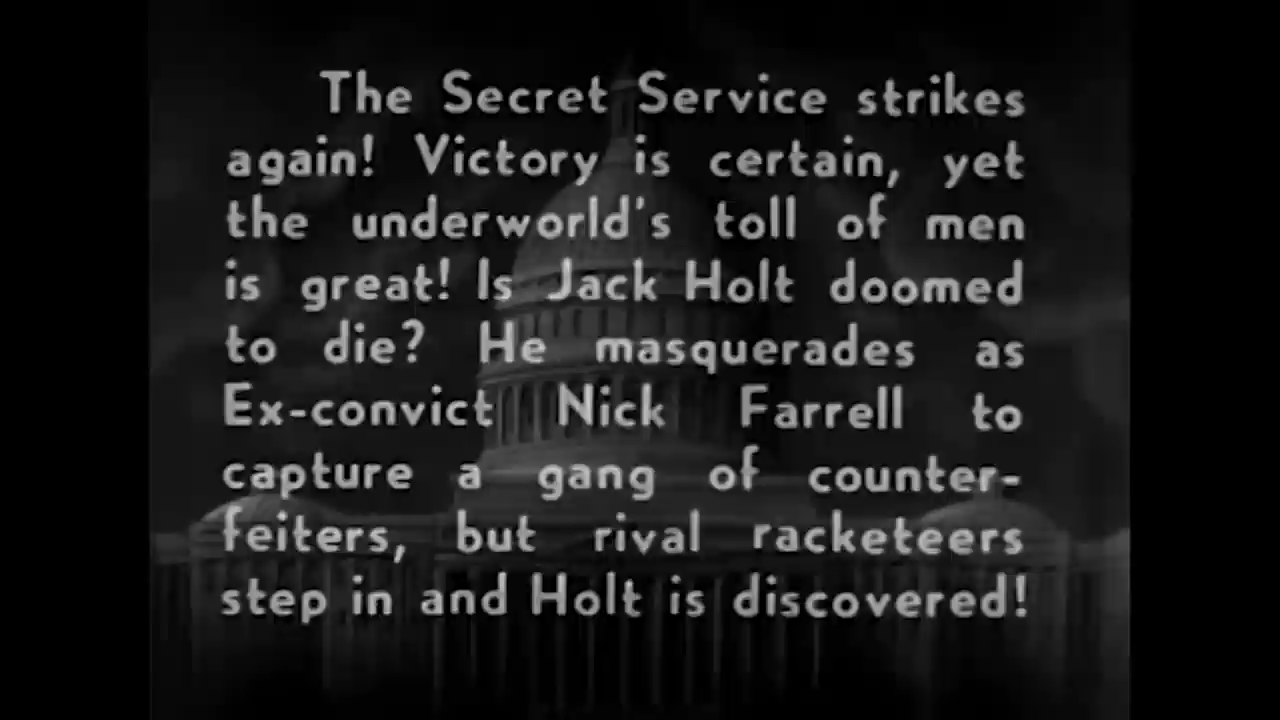 The Secret Service strikes
again! Victory is certain, yet
the underworld's toll of men
is great! Is Jack Holt doomed
to die? He masquerades as
Ex-convict Nick Farrell to
capture a gang of counter-
feiters, but rival racketeers
step in and Holt is discovered!